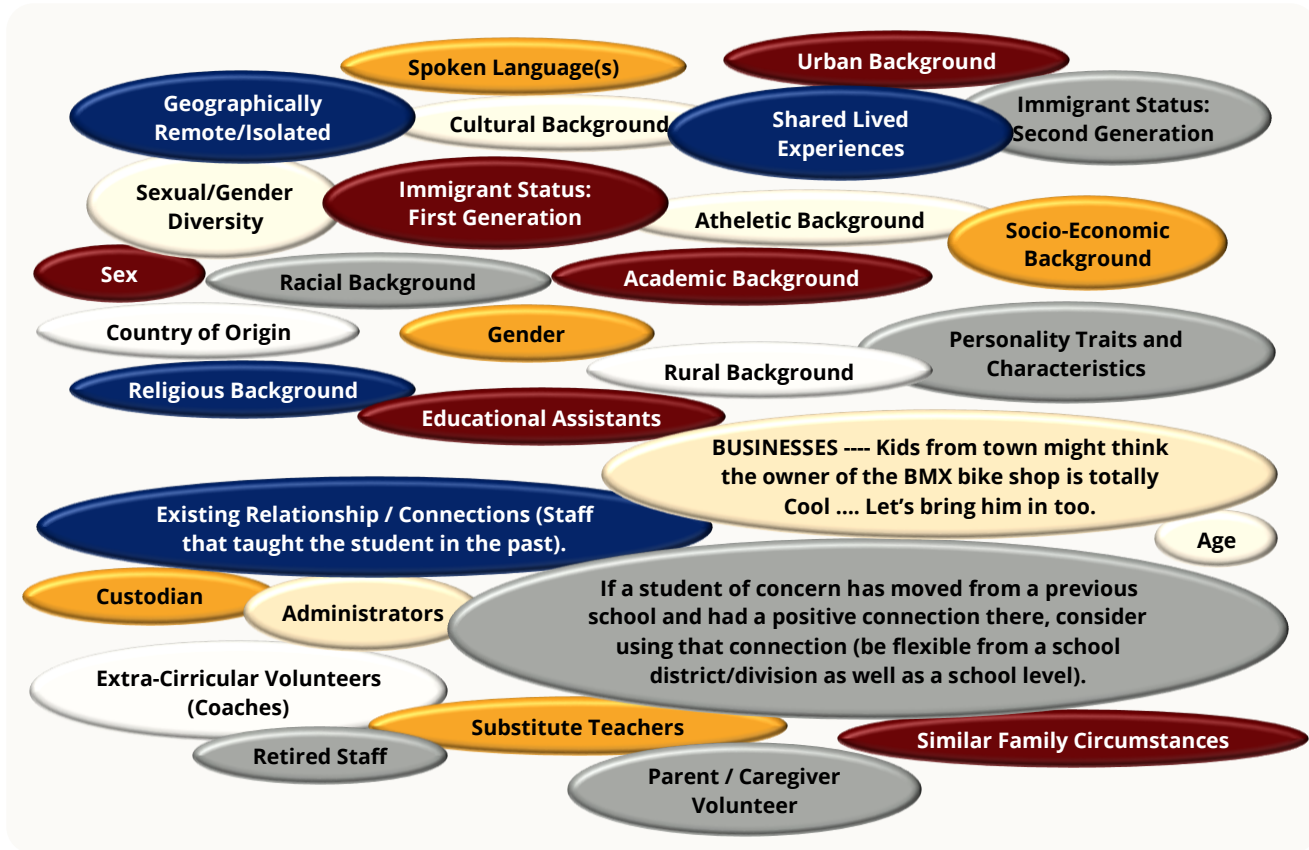 Spoken Language(s)
Urban Background
Geographically
Remote/Isolated
Cultural Background
Shared Lived
Experiences
Immigrant Status:
Second Generation
Sexual/Gender
Diversity
Immigrant Status:
First Generation
Atheletic Background
Socio-Economic
Background
Sex
Racial Background
Academic Background
Country of Origin
Gender
Personality Traits and
Characteristics
Rural Background
Religious Background
Educational Assistants
BUSINESSES ---- Kids from town might think
the owner of the BMX bike shop is totally
Cool .... Let’s bring him in too.
Existing Relationship / Connections (Staff
that taught the student in the past).
Age
Custodian
Administrators
If a student of concern has moved from a previous
school and had a positive connection there, consider
using that connection (be flexible from a school
district/division as well as a school level).
Extra-Cirricular Volunteers
(Coaches)
Substitute Teachers
Similar Family Circumstances
Retired Staff
Parent / Caregiver
Volunteer